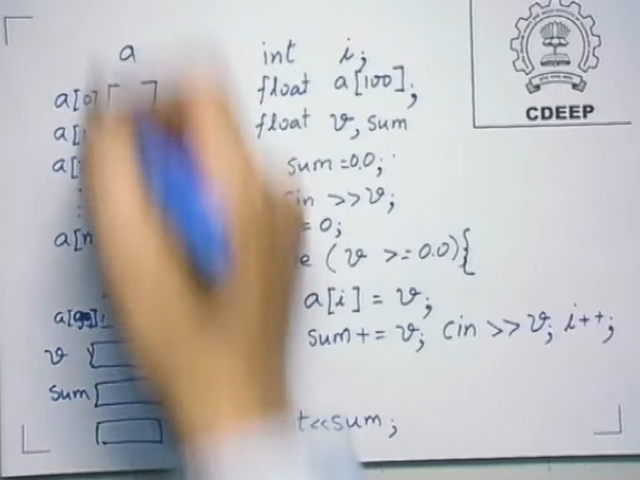 a
int i;
a[0]
float a[100];
float v, sum
sum = 0.0;
cin >> v;
= 0;
(v >= 0.0){
a[i] = v;
a[99]
sum += v; cin >> v; i++;
v
sum
<< sum;
CDEEP